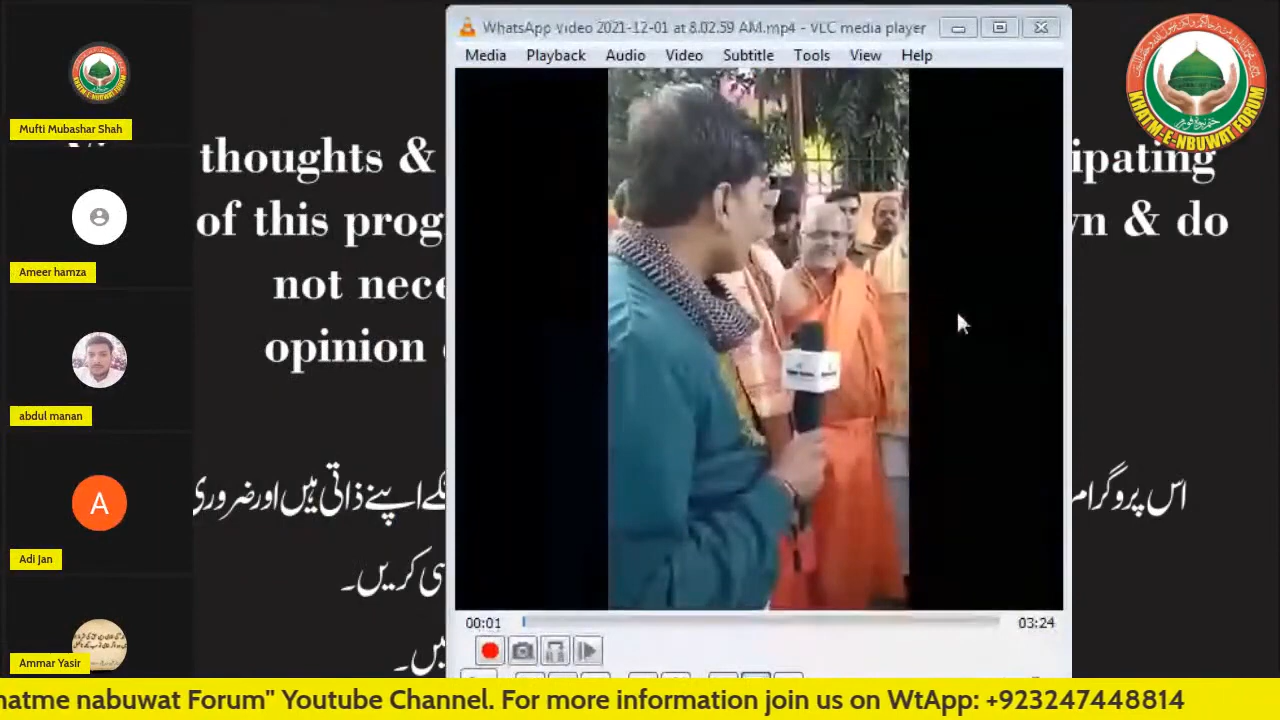 WhatsApp Video 2021-12-01 at 8.02.59 AM.mp4 - VLC media player
Media Playback Audio Video Subtitle Tools View Help
Mufti Mubashar Shah
KHATM-E-NBUWAT FORUM
thoughts & ipating
of this prog n & do
Ameer hamza
not nece
opinion
abdul manan
A
Adi Jan
اس پروگرام کے اپنے ذاتی ہیں اور ضروری
ی کریں۔
یں۔
00:01 03:24
Ammar Yasir
hatme nabuwat Forum" Youtube Channel. For more information join us on WtApp: +923247448814